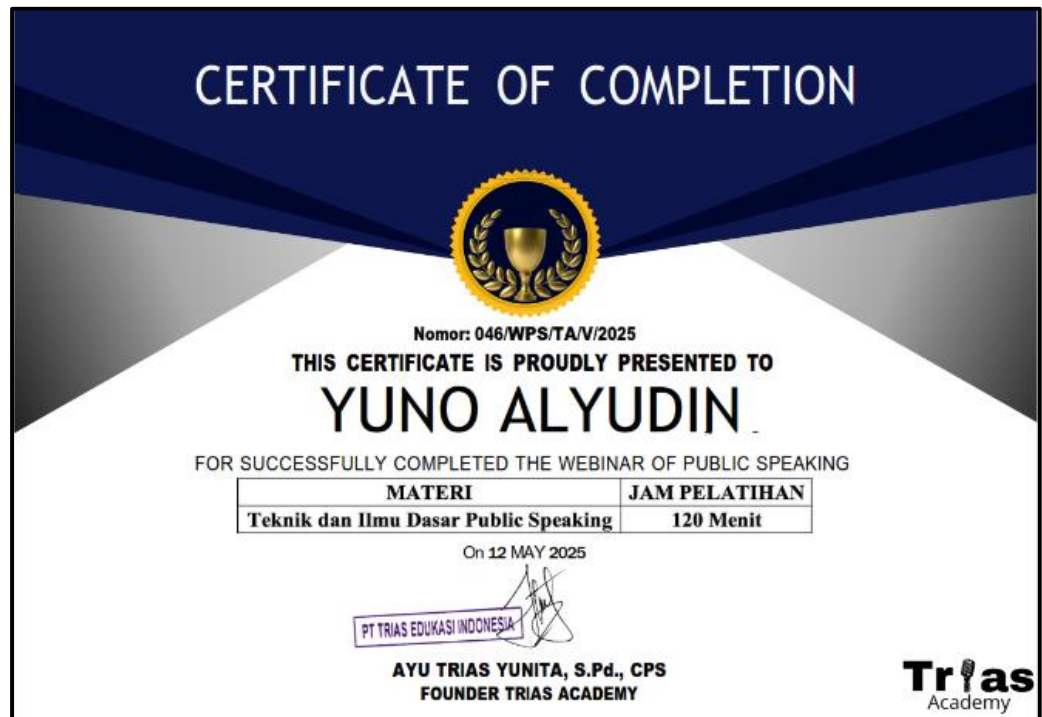 CERTIFICATE OF COMPLETION
Nomor: 046/WPS/TA/V/2025
THIS CERTIFICATE IS PROUDLY PRESENTED TO
YUNO ALYUDIN
FOR SUCCESSFULLY COMPLETED THE WEBINAR OF PUBLIC SPEAKING
MATERI JAM PELATIHAN
Teknik dan Ilmu Dasar Public Speaking 120 Menit
On 12 MAY 2025
PT TRIAS EDUKASI INDONESIA
AYU TRIAS YUNITA, S.Pd., CPS
FOUNDER TRIAS ACADEMY
Trias
Academy